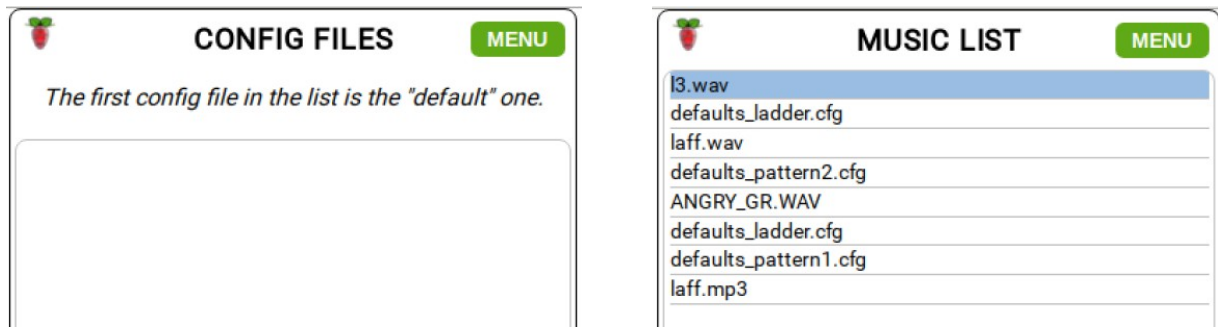 CONFIG FILES
MENU
The first config file in the list is the "default" one.
MUSIC LIST
MENU
l3.wav
defaults_ladder.cfg
laff.wav
defaults_pattern2.cfg
ANGRY_GR.WAV
defaults_ladder.cfg
defaults_pattern1.cfg
laff.mp3